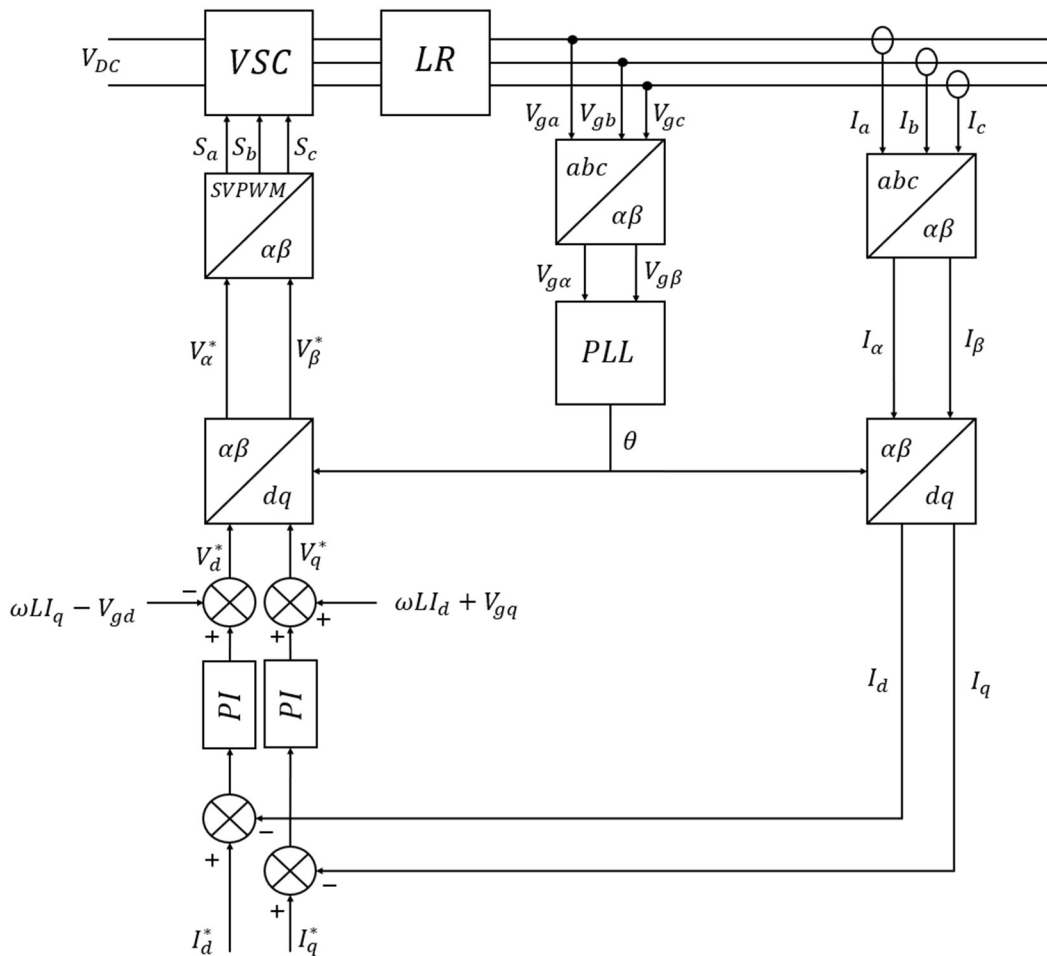 V_DC
VSC
LR
S_a S_b S_c
V_ga V_gb V_gc
I_a I_b I_c
SVPWM
αβ
abc
αβ
abc
αβ
V_gα V_gβ
PLL
V_α^* V_β^*
I_α I_β
θ
αβ
dq
αβ
dq
V_d^* V_q^*
ωLI_q − V_gd
−
+
+
+
ωLI_d + V_gq
PI
PI
I_d I_q
−
+
−
+
I_d^* I_q^*